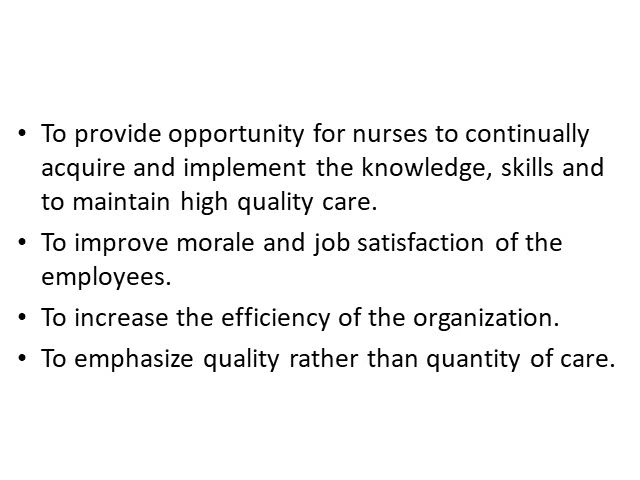 • To provide opportunity for nurses to continually
acquire and implement the knowledge, skills and
to maintain high quality care.
• To improve morale and job satisfaction of the
employees.
• To increase the efficiency of the organization.
• To emphasize quality rather than quantity of care.